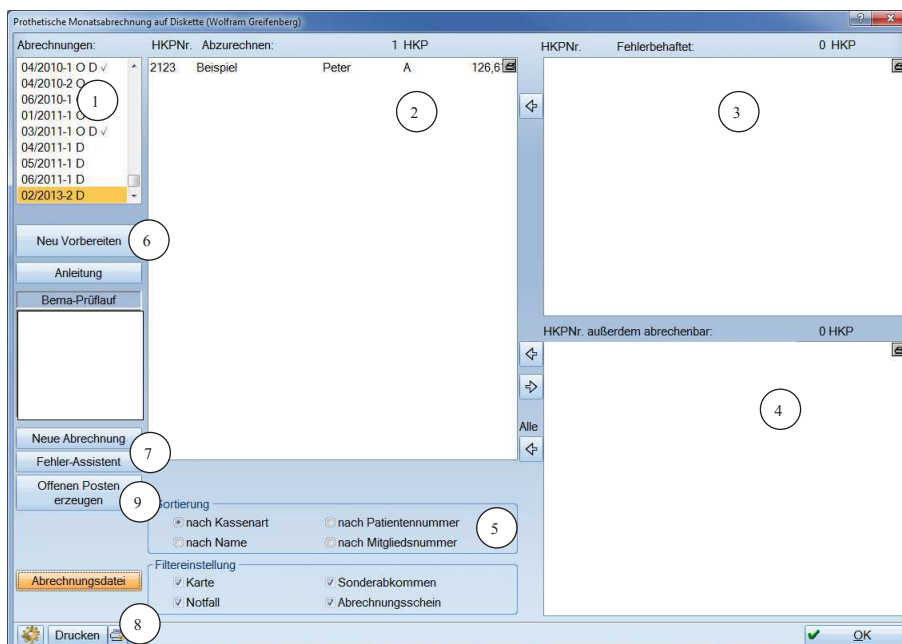 Prothetische Monatsabrechnung auf Diskette (Wolfram Greifenberg)
Abrechnungen:
04/2010-1 O D √
04/2010-2 O
06/2010-1
01/2011-1 O
03/2011-1 O D √
04/2011-1 D
05/2011-1 D
06/2011-1 D
02/2013-2 D
1
Neu Vorbereiten
6
Anleitung
Bema-Prüflauf
Neue Abrechnung
7
Fehler-Assistent
Offenen Posten
erzeugen
9
Abrechnungsdatei
HKPNr. Abzurechnen: 1 HKP
2123 Beispiel Peter A 126,6
2
HKPNr. Fehlerbehaftet: 0 HKP
3
HKPNr. außerdem abrechenbar: 0 HKP
4
Alle
Sortierung
nach Kassenart nach Patientennummer
nach Name nach Mitgliedsnummer
5
Filtereinstellung
Karte Sonderabkommen
Notfall Abrechnungsschein
8
Drucken
OK